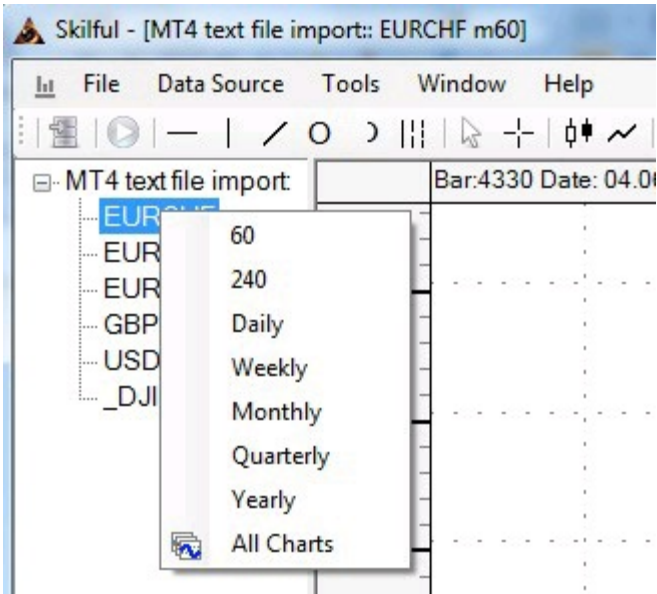 Skilful - [MT4 text file import:: EURCHF m60]
File Data Source Tools Window Help
MT4 text file import:
Bar:4330 Date: 04.0
EUR
EUR
EUR
GBP
USD
_DJI
60
240
Daily
Weekly
Monthly
Quarterly
Yearly
All Charts